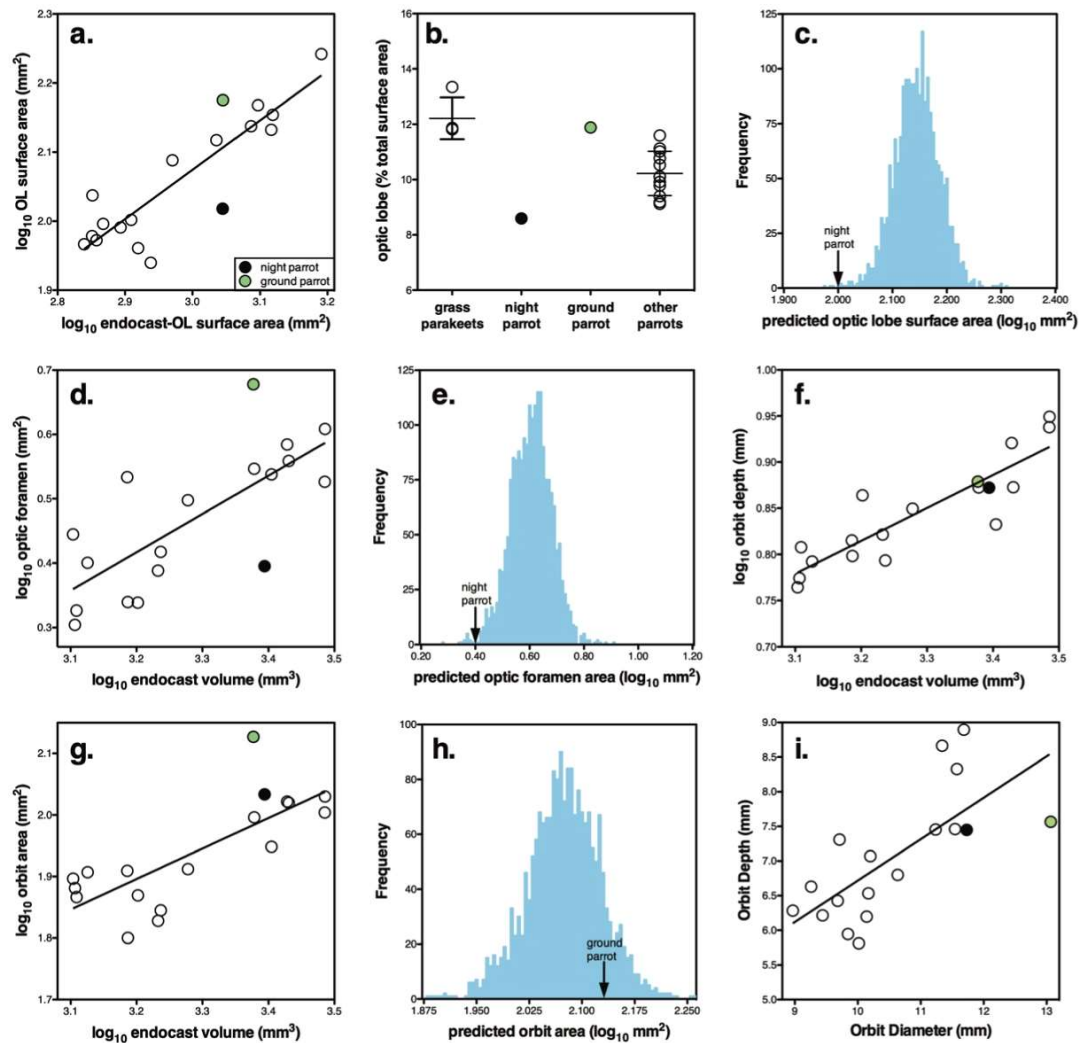 a.
2.3
2.2
2.1
2.0
1.9
2.8 2.9 3.0 3.1 3.2
log10 OL surface area (mm2)
log10 endocast-OL surface area (mm2)
night parrot
ground parrot
b.
16
14
12
10
8
6
optic lobe (% total surface area)
grass parakeets
night parrot
ground parrot
other parrots
c.
125
100
75
50
25
0
Frequency
night
parrot
1.900 2.000 2.100 2.200 2.300 2.400
predicted optic lobe surface area (log10 mm2)
d.
0.7
0.6
0.5
0.4
0.3
3.1 3.2 3.3 3.4 3.5
log10 optic foramen (mm2)
log10 endocast volume (mm3)
e.
125
100
75
50
25
0
Frequency
night
parrot
0.20 0.40 0.60 0.80 1.00 1.20
predicted optic foramen area (log10 mm2)
f.
1.00
0.95
0.90
0.85
0.80
0.75
0.70
3.1 3.2 3.3 3.4 3.5
log10 orbit depth (mm)
log10 endocast volume (mm3)
g.
2.1
2.0
1.9
1.8
1.7
3.1 3.2 3.3 3.4 3.5
log10 orbit area (mm2)
log10 endocast volume (mm3)
h.
100
80
60
40
20
0
Frequency
ground
parrot
1.875 1.950 2.025 2.100 2.175 2.250
predicted orbit area (log10 mm2)
i.
9.0
8.5
8.0
7.5
7.0
6.5
6.0
5.5
5.0
9 10 11 12 13
Orbit Depth (mm)
Orbit Diameter (mm)